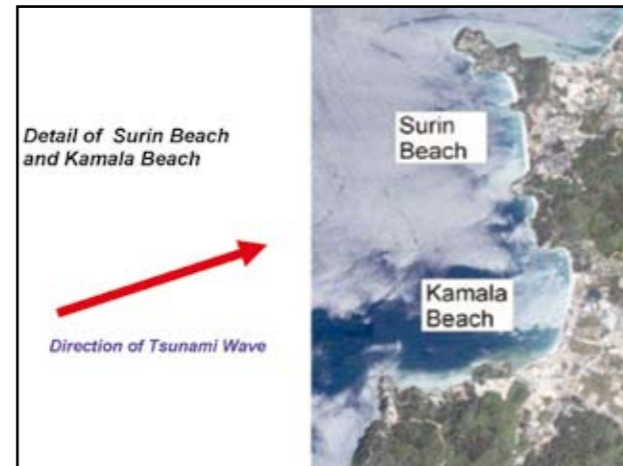 Detail of Surin Beach
and Kamala Beach
Surin
Beach
Kamala
Beach
Direction of Tsunami Wave